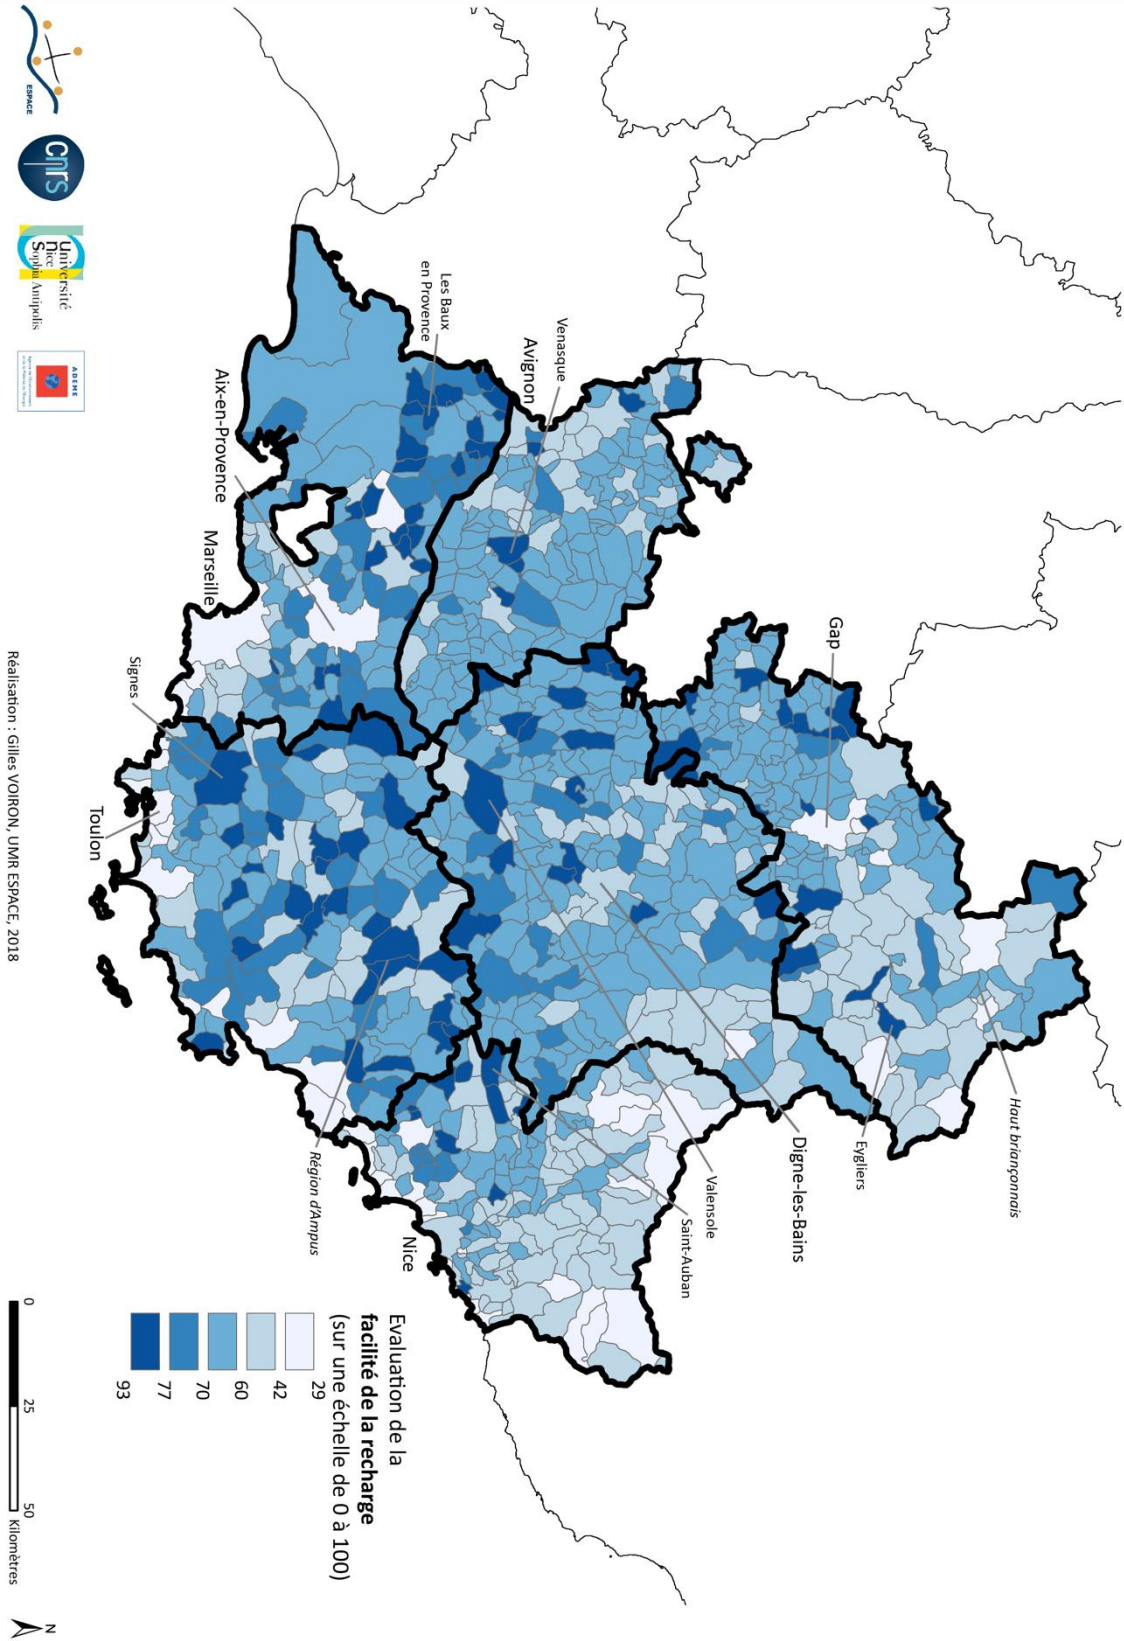 Haut briançonnais
Gap
Eygliers
Digne-les-Bains
Venasque
Avignon
Valensole
Saint-Auban
Les Baux
en Provence
Nice
Région d'Ampus
Aix-en-Provence
Marseille
Signes
Toulon
Evaluation de la
facilité de la recharge
(sur une échelle de 0 à 100)
29
42
60
70
77
93
ESPACE
cnrs
Université
Nice
Sophia Antipolis
ADEME
Réalisation : Gilles VOIRON, UMR ESPACE, 2018
0 25 50
Kilomètres
N